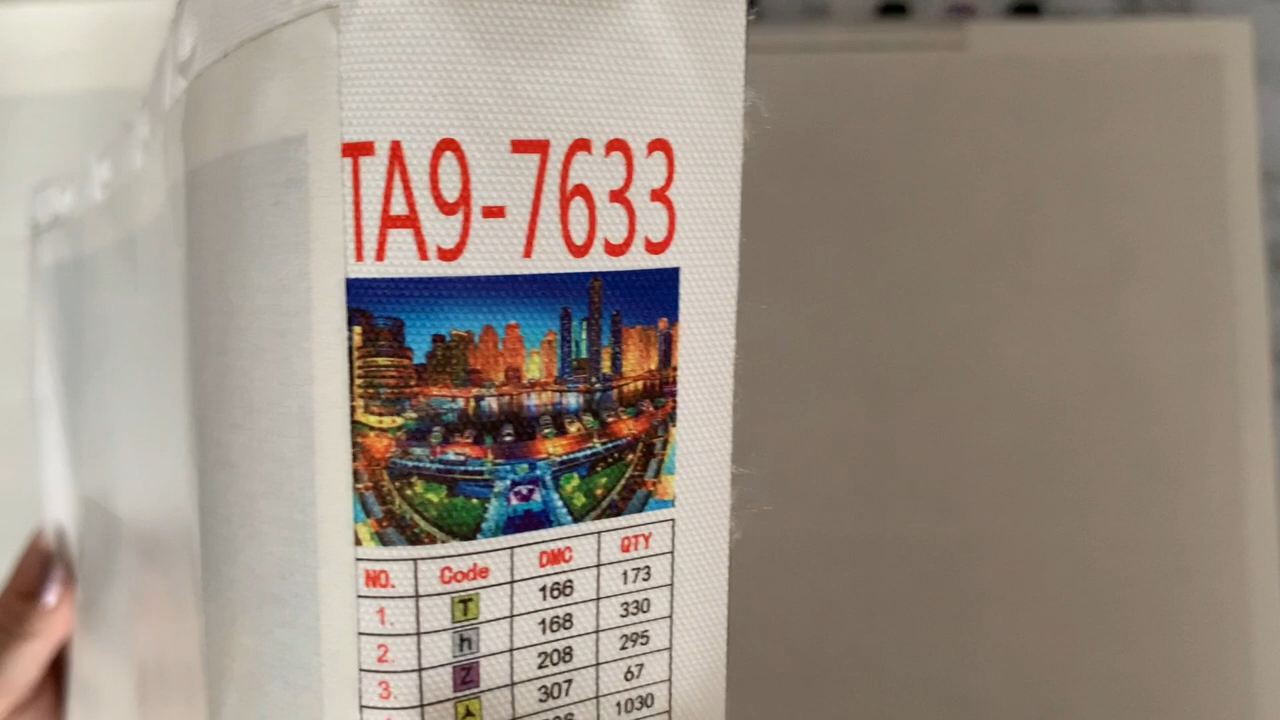 TA9-7633
NO. Code DMC QTY
1. T 166 173
2. h 168 330
3. Z 208 295
307 67
1030